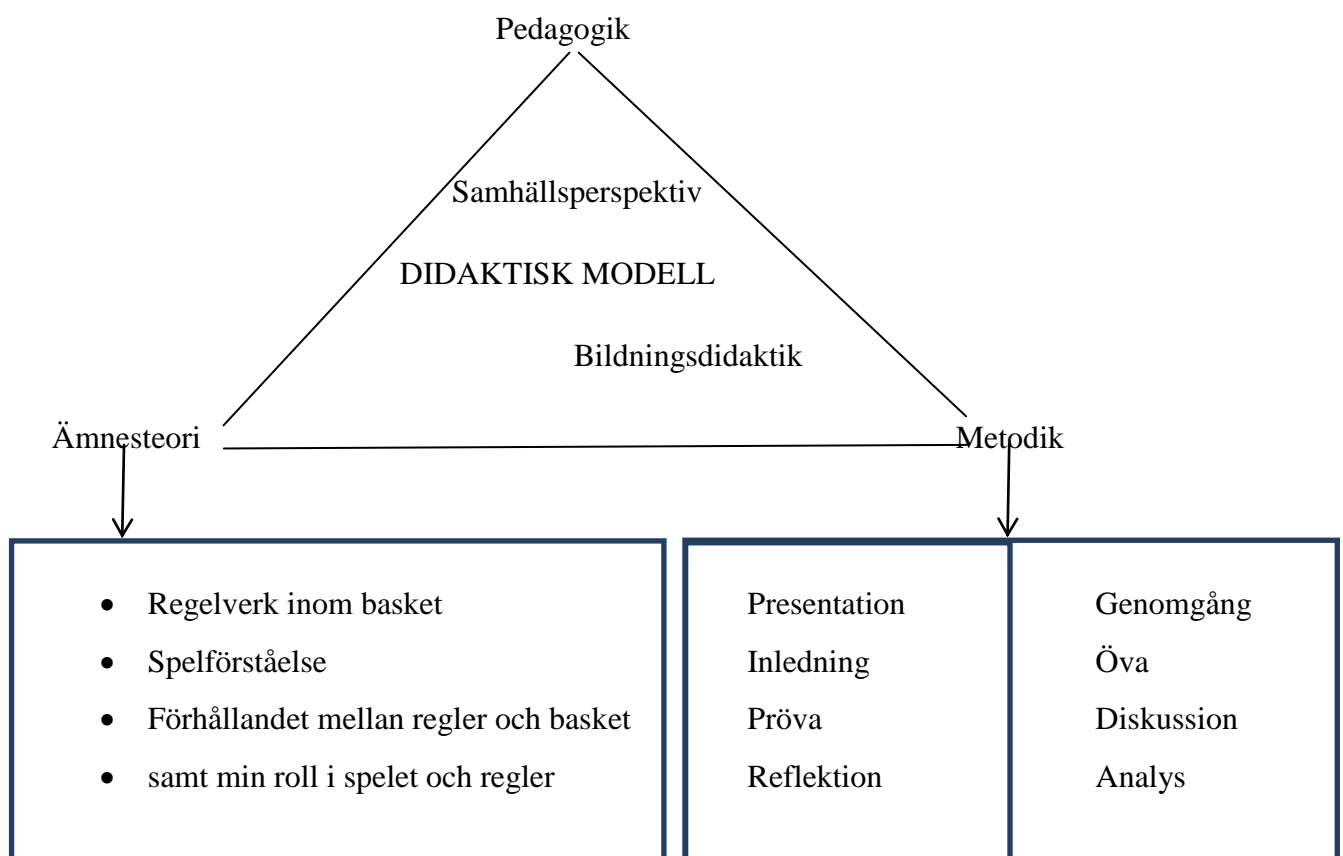 Pedagogik
Samhällsperspektiv
DIDAKTISK MODELL
Bildningsdidaktik
Ämnesteori
Metodik
• Regelverk inom basket
• Spelförståelse
• Förhållandet mellan regler och basket
• samt min roll i spelet och regler
Presentation
Inledning
Pröva
Reflektion
Genomgång
Öva
Diskussion
Analys